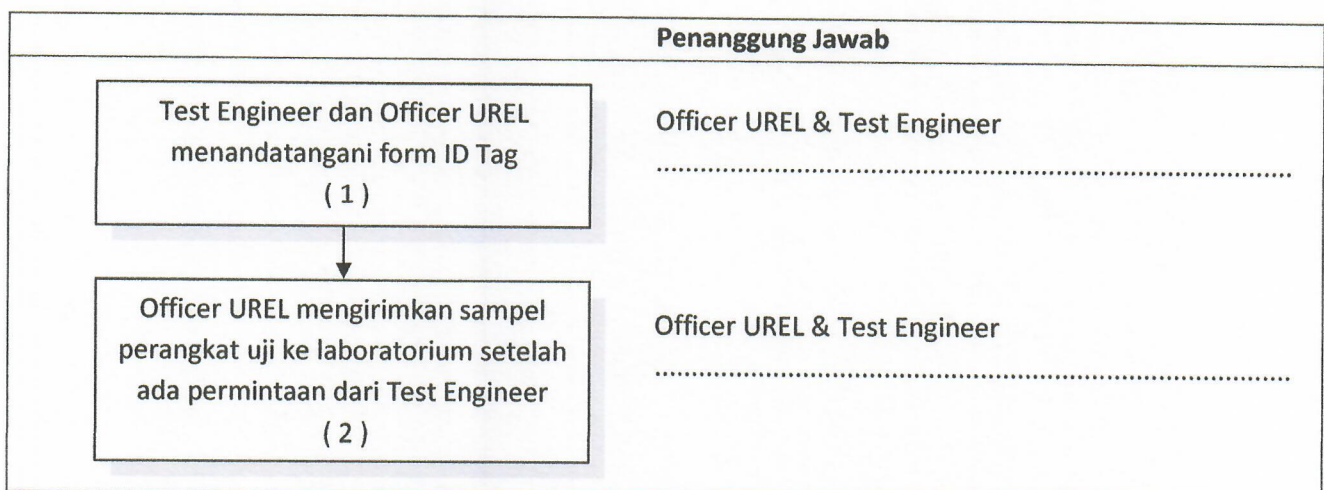 Penanggung Jawab
Test Engineer dan Officer UREL
menandatangani form ID Tag
( 1 )
Officer UREL & Test Engineer
................................................................................
Officer UREL mengirimkan sampel
perangkat uji ke laboratorium setelah
ada permintaan dari Test Engineer
( 2 )
Officer UREL & Test Engineer
................................................................................